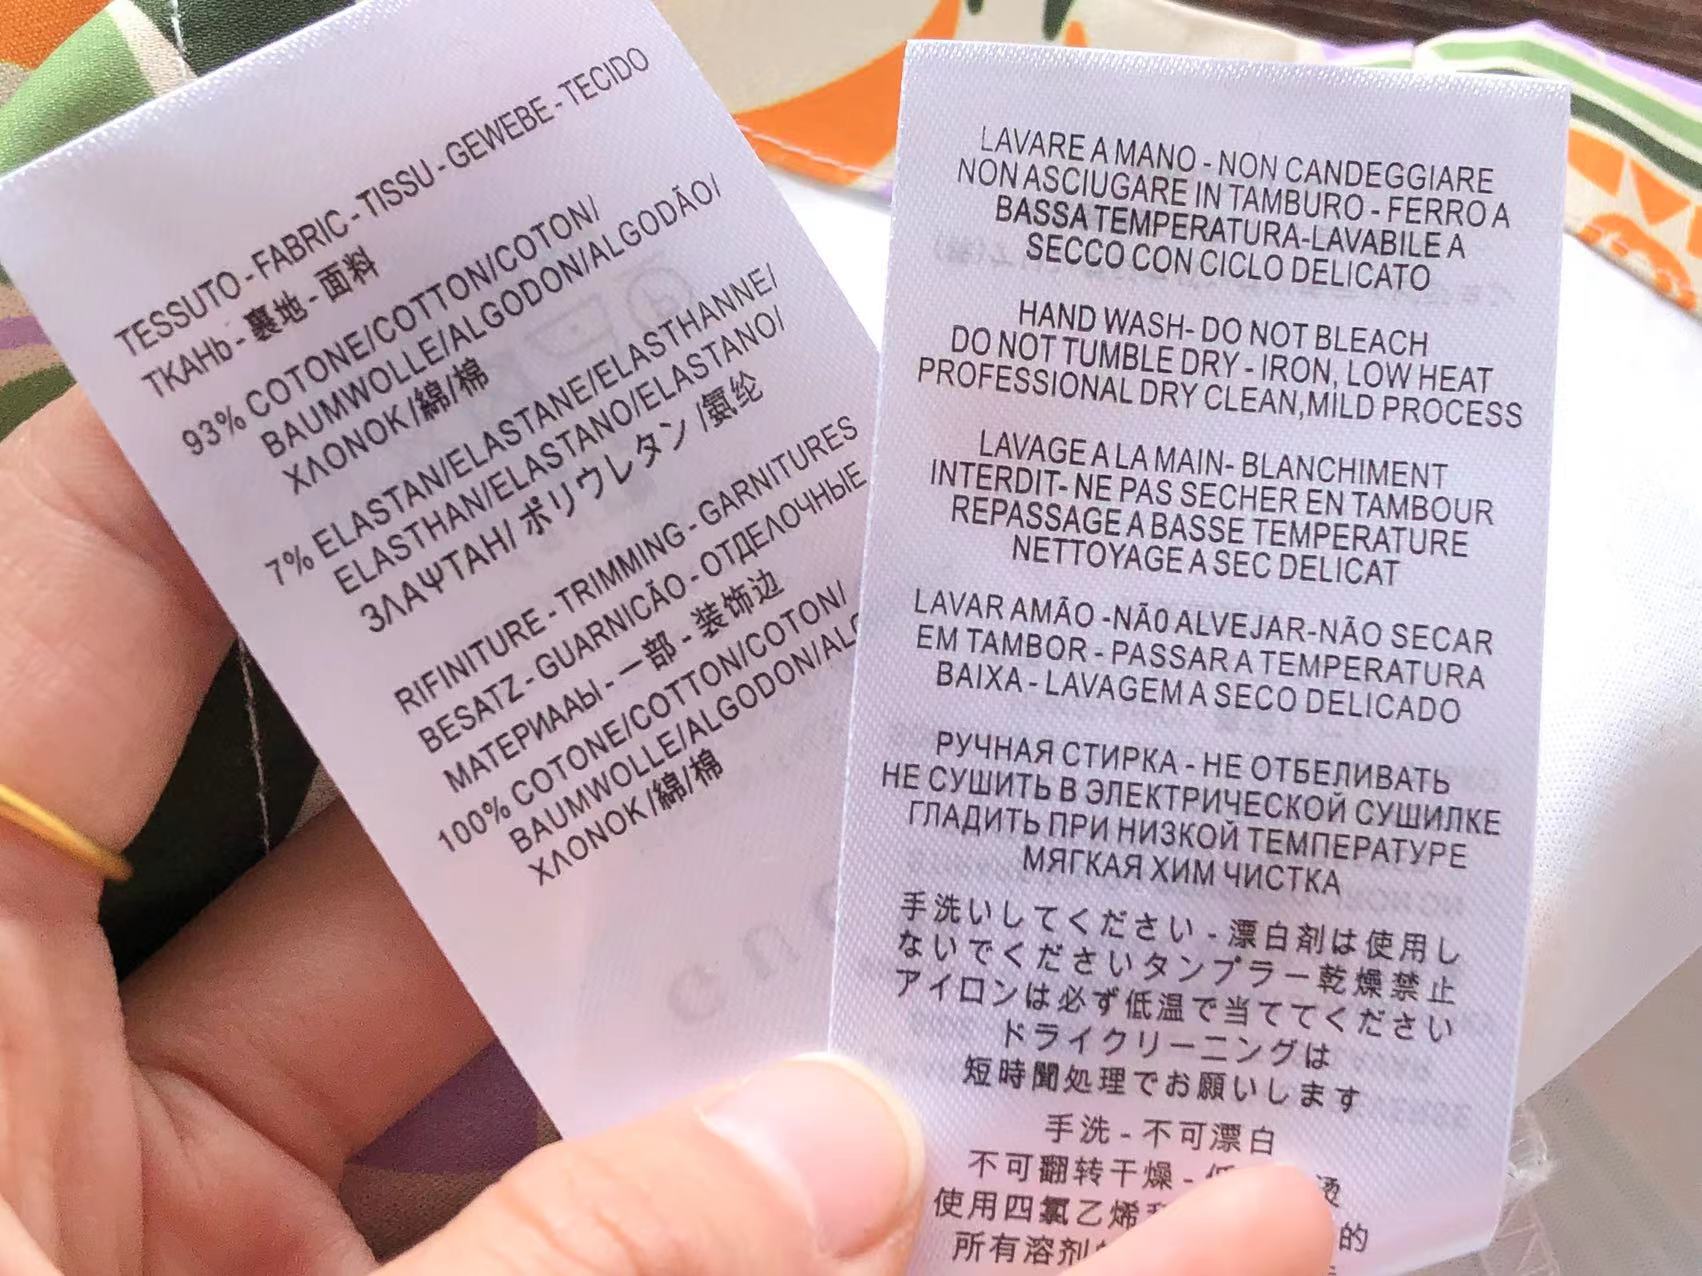 TESSUTO - FABRIC - TISSU - GEWEBE - TECIDO
TKAHb - 裏地 - 面料
93% COTONE/COTTON/COTON/
BAUMWOLLE/ALGODON/ALGODÃO/
XΛONOK /綿/棉
7% ELASTAN/ELASTANE/ELASTHANNE/
ELASTHAN/ELASTANO/ELASTANO/
ЗΛAΨTAH/ ポリウレタン /氨纶
RIFINITURE - TRIMMING - GARNITURES
BESATZ - GUARNICÃO - ОТДЕЛОЧНЫЕ
МАТЕРИААЫ - 一部 - 装饰边
100% COTONE/COTTON/COTON/
BAUMWOLLE/ALGODON/ALG
XΛONOK /綿/棉
LAVARE A MANO - NON CANDEGGIARE
NON ASCIUGARE IN TAMBURO - FERRO A
BASSA TEMPERATURA-LAVABILE A
SECCO CON CICLO DELICATO
HAND WASH- DO NOT BLEACH
DO NOT TUMBLE DRY - IRON, LOW HEAT
PROFESSIONAL DRY CLEAN,MILD PROCESS
LAVAGE A LA MAIN- BLANCHIMENT
INTERDIT- NE PAS SECHER EN TAMBOUR
REPASSAGE A BASSE TEMPERATURE
NETTOYAGE A SEC DELICAT
LAVAR AMÃO -NÃ0 ALVEJAR-NÃO SECAR
EM TAMBOR - PASSAR A TEMPERATURA
BAIXA - LAVAGEM A SECO DELICADO
РУЧНАЯ СТИРКА - НЕ ОТБЕЛИВАТЬ
НЕ СУШИТЬ В ЭЛЕКТРИЧЕСКОЙ СУШИЛКЕ
ГЛАДИТЬ ПРИ НИЗКОЙ ТЕМПЕРАТУРЕ
МЯГКАЯ ХИМ ЧИСТКА
手洗いしてください - 漂白剤は使用し
ないでくださいタンプラー乾燥禁止
アイロンは必ず低温で当ててください
ドライクリーニングは
短時間処理でお願いします
手洗 - 不可漂白
不可翻转干燥 - 烫
使用四氯乙烯 的
所有溶剂